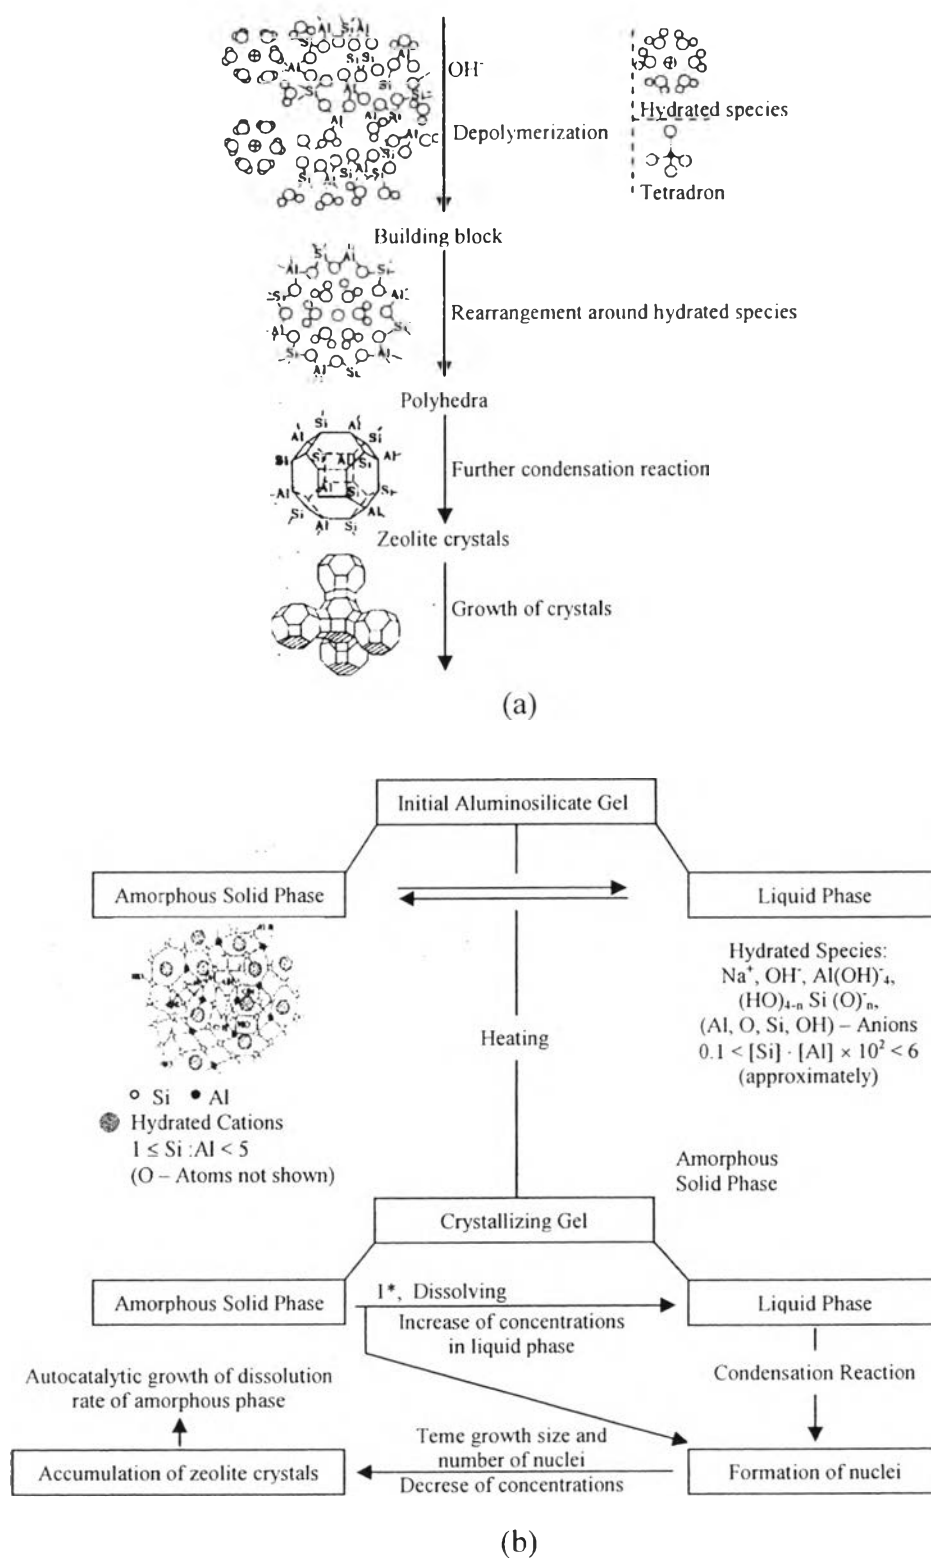 OH⁻
Hydrated species
Depolymerization
Tetradron
Building block
Rearrangement around hydrated species
Polyhedra
Further condensation reaction
Zeolite crystals
Growth of crystals
(a)
Initial Aluminosilicate Gel
Amorphous Solid Phase
Liquid Phase
Hydrated Species:
Na⁺, OH⁻, Al(OH)⁻₄,
(HO)₄₋ₙ Si (O)⁻ₙ,
(Al, O, Si, OH) – Anions
0.1 < [Si] · [Al] × 10² < 6
(approximately)
Heating
Si Al
Hydrated Cations
1 ≤ Si :Al < 5
(O – Atoms not shown)
Amorphous
Solid Phase
Crystallizing Gel
Amorphous Solid Phase
1*, Dissolving
Increase of concentrations
in liquid phase
Liquid Phase
Condensation Reaction
Autocatalytic growth of dissolution
rate of amorphous phase
Teme growth size and
number of nuclei
Decrese of concentrations
Accumulation of zeolite crystals
Formation of nuclei
(b)